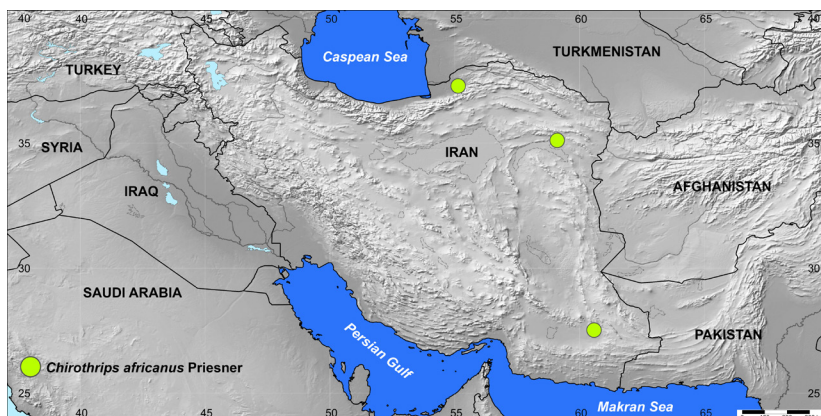 40 45 50 55 60 65
Caspean Sea
TURKMENISTAN
TURKEY
35 35
SYRIA
IRAN
IRAQ
AFGHANISTAN
30 30
SAUDI ARABIA
Persian Gulf
PAKISTAN
Chirothrips africanus Priesner
25 25
Makran Sea
40 45 50 55 60 65